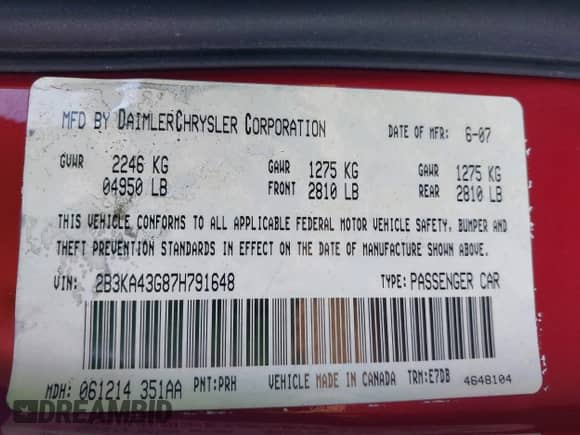 MFD BY DAIMLERCHRYSLER CORPORATION DATE OF MFR: 6-07
GVWR 2246 KG GAWR 1275 KG GAWR 1275 KG
04950 LB FRONT 2810 LB REAR 2810 LB
THIS VEHICLE CONFORMS TO ALL APPLICABLE FEDERAL MOTOR VEHICLE SAFETY, BUMPER AND
THEFT PREVENTION STANDARDS IN EFFECT ON THE DATE OF MANUFACTURE SHOWN ABOVE.
VIN: 2B3KA43G87H791648 TYPE: PASSENGER CAR
MDH: 061214 351AA PNT: PRH VEHICLE MADE IN CANADA TRM: E7DB 4648104
DREAMBID